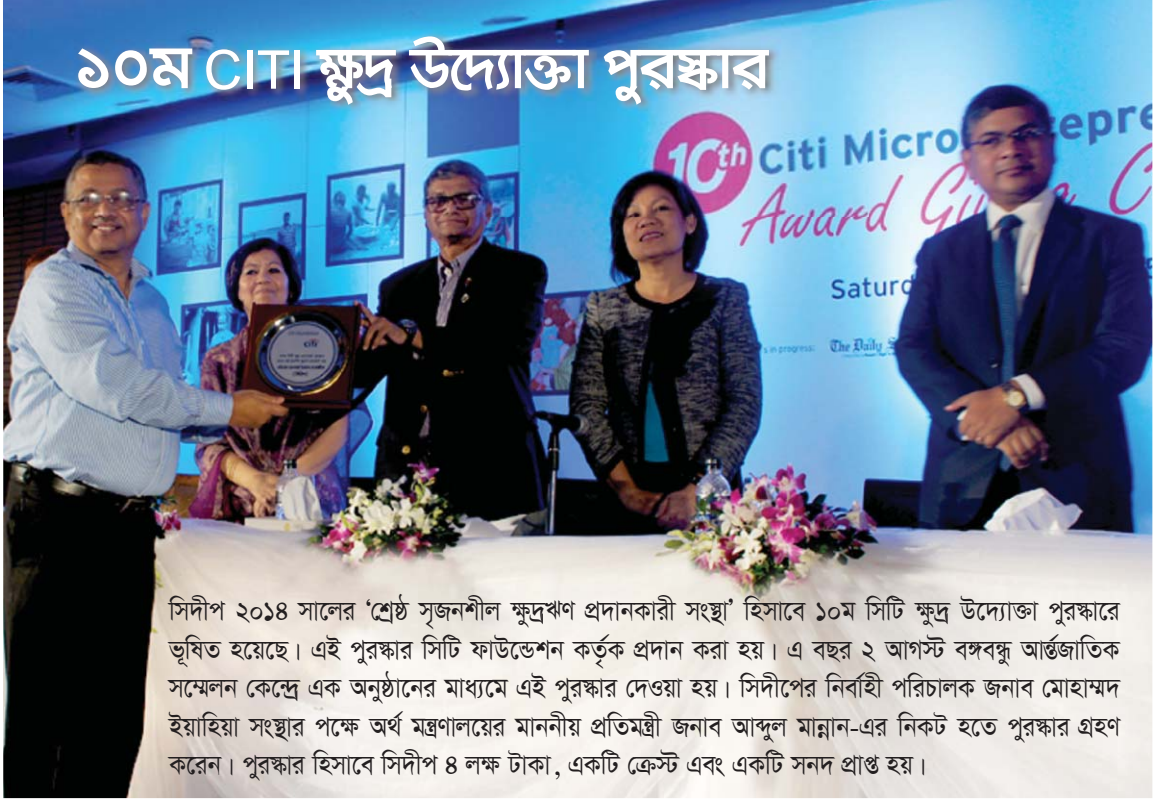 ১০ম CITI ক্ষুদ্র উদ্যোক্তা পুরস্কার
10th Citi Micro
Award
The Daily
citi
সিদীপ ২০১৪ সালের ‘শ্রেষ্ঠ সৃজনশীল ক্ষুদ্রঋণ প্রদানকারী সংস্থা’ হিসাবে ১০ম সিটি ক্ষুদ্র উদ্যোক্তা পুরস্কারে
ভূষিত হয়েছে। এই পুরস্কার সিটি ফাউন্ডেশন কর্তৃক প্রদান করা হয়। এ বছর ২ আগস্ট বঙ্গবন্ধু আর্ন্তজাতিক
সম্মেলন কেন্দ্রে এক অনুষ্ঠানের মাধ্যমে এই পুরস্কার দেওয়া হয়। সিদীপের নির্বাহী পরিচালক জনাব মোহাম্মদ
ইয়াহিয়া সংস্থার পক্ষে অর্থ মন্ত্রণালয়ের মাননীয় প্রতিমন্ত্রী জনাব আব্দুল মান্নান-এর নিকট হতে পুরস্কার গ্রহণ
করেন। পুরস্কার হিসাবে সিদীপ ৪ লক্ষ টাকা, একটি ক্রেস্ট এবং একটি সনদ প্রাপ্ত হয়।